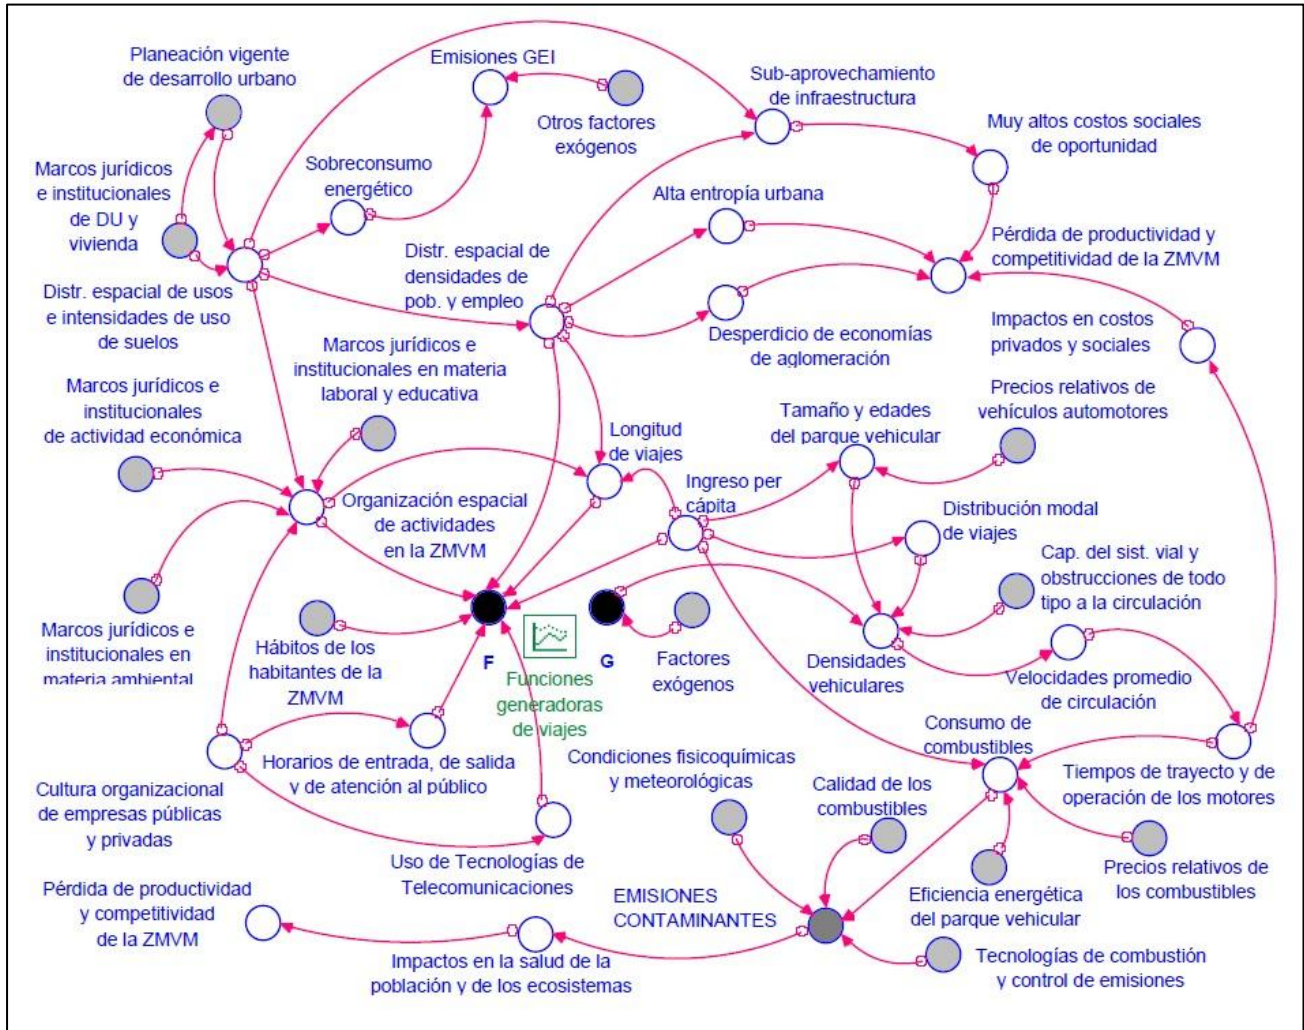 Planeación vigente
de desarrollo urbano
Emisiones GEI
Otros factores
exógenos
Sub-aprovechamiento
de infraestructura
Muy altos costos sociales
de oportunidad
Marcos jurídicos
e institucionales
de DU y
vivienda
Sobreconsumo
energético
Alta entropía urbana
Distr. espacial de
densidades de
pob. y empleo
Pérdida de productividad y
competitividad de la ZMVM
Distr. espacial de usos
e intensidades de uso
de suelos
Desperdicio de economías
de aglomeración
Impactos en costos
privados y sociales
Marcos jurídicos e
institucionales en materia
laboral y educativa
Marcos jurídicos e
institucionales
de actividad económica
Precios relativos de
vehículos automotores
Tamaño y edades
del parque vehicular
Longitud
de viajes
Ingreso per
cápita
Organización espacial
de actividades
en la ZMVM
Distribución modal
de viajes
Cap. del sist. vial y
obstrucciones de todo
tipo a la circulación
Marcos jurídicos e
institucionales en
materia ambiental
Hábitos de los
habitantes de la
ZMVM
F
Funciones
generadoras
de viajes
G
Factores
exógenos
Densidades
vehiculares
Velocidades promedio
de circulación
Consumo de
combustibles
Horarios de entrada, de salida
y de atención al público
Condiciones fisicoquímicas
y meteorológicas
Tiempos de trayecto y de
operación de los motores
Cultura organizacional
de empresas públicas
y privadas
Calidad de los
combustibles
Uso de Tecnologías de
Telecomunicaciones
Precios relativos de
los combustibles
Eficiencia energética
del parque vehicular
EMISIONES
CONTAMINANTES
Pérdida de productividad
y competitividad
de la ZMVM
Impactos en la salud de la
población y de los ecosistemas
Tecnologías de combustión
y control de emisiones